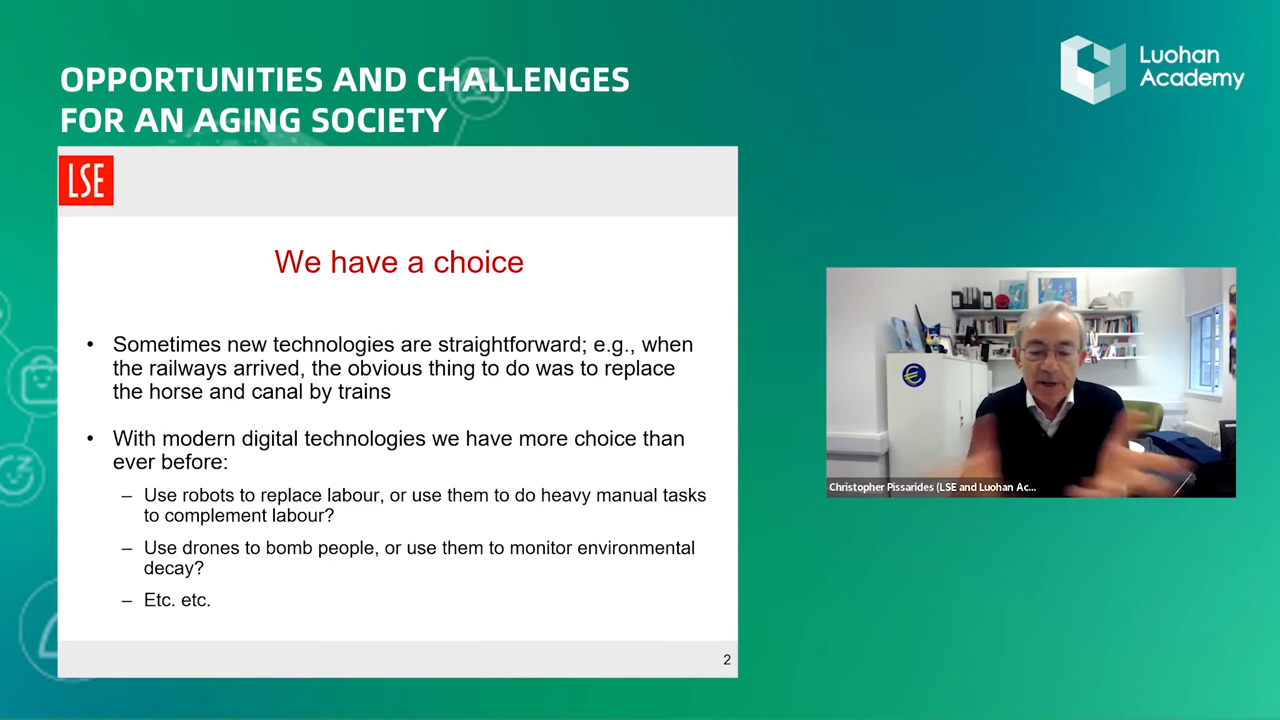 OPPORTUNITIES AND CHALLENGES
FOR AN AGING SOCIETY
Luohan
Academy
LSE
We have a choice
• Sometimes new technologies are straightforward; e.g., when
the railways arrived, the obvious thing to do was to replace
the horse and canal by trains
• With modern digital technologies we have more choice than
ever before:
– Use robots to replace labour, or use them to do heavy manual tasks
to complement labour?
– Use drones to bomb people, or use them to monitor environmental
decay?
– Etc. etc.
2
€
Christopher Pissarides (LSE and Luohan Ac...